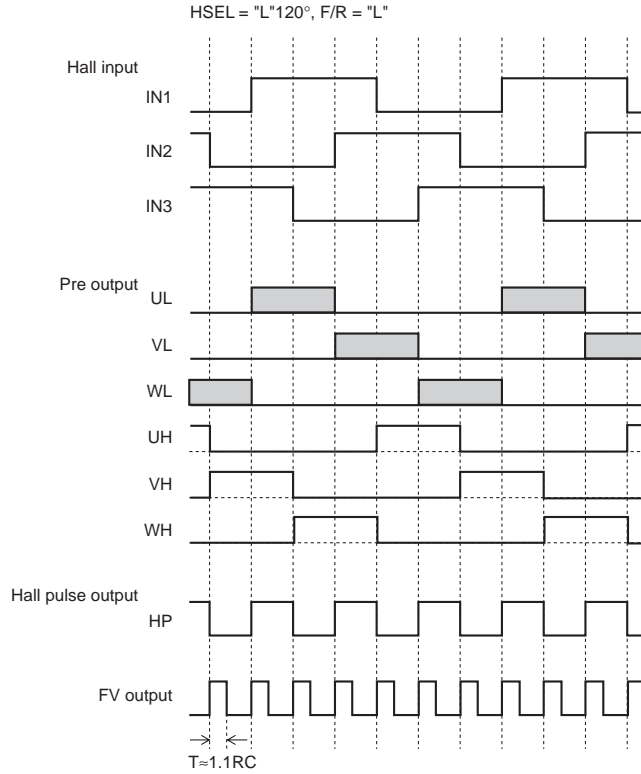 HSEL = "L"120°, F/R = "L"
Hall input
IN1
IN2
IN3
Pre output
UL
VL
WL
UH
VH
WH
Hall pulse output
HP
FV output
T≈1.1RC